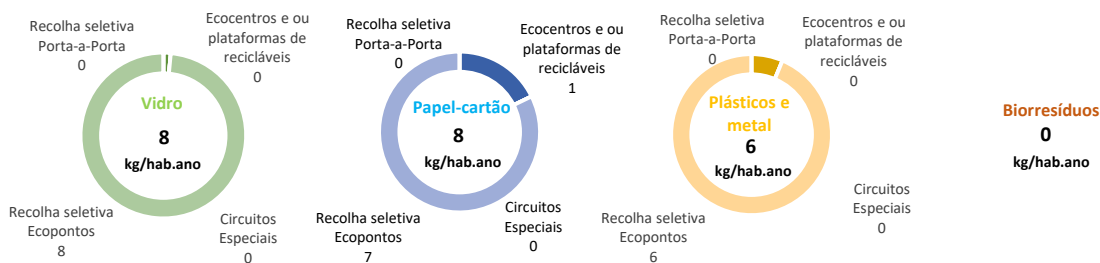 Recolha seletiva
Porta-a-Porta
0
Ecocentros e ou
plataformas de
recicláveis
0
Vidro
8
kg/hab.ano
Recolha seletiva
Ecopontos
8
Circuitos
Especiais
0
Recolha seletiva
Porta-a-Porta
0
Ecocentros e ou
plataformas de
recicláveis
1
Papel-cartão
8
kg/hab.ano
Recolha seletiva
Ecopontos
7
Circuitos
Especiais
0
Recolha seletiva
Porta-a-Porta
0
Ecocentros e ou
plataformas de
recicláveis
0
Plásticos e
metal
6
kg/hab.ano
Recolha seletiva
Ecopontos
6
Circuitos
Especiais
0
Biorresíduos
0
kg/hab.ano